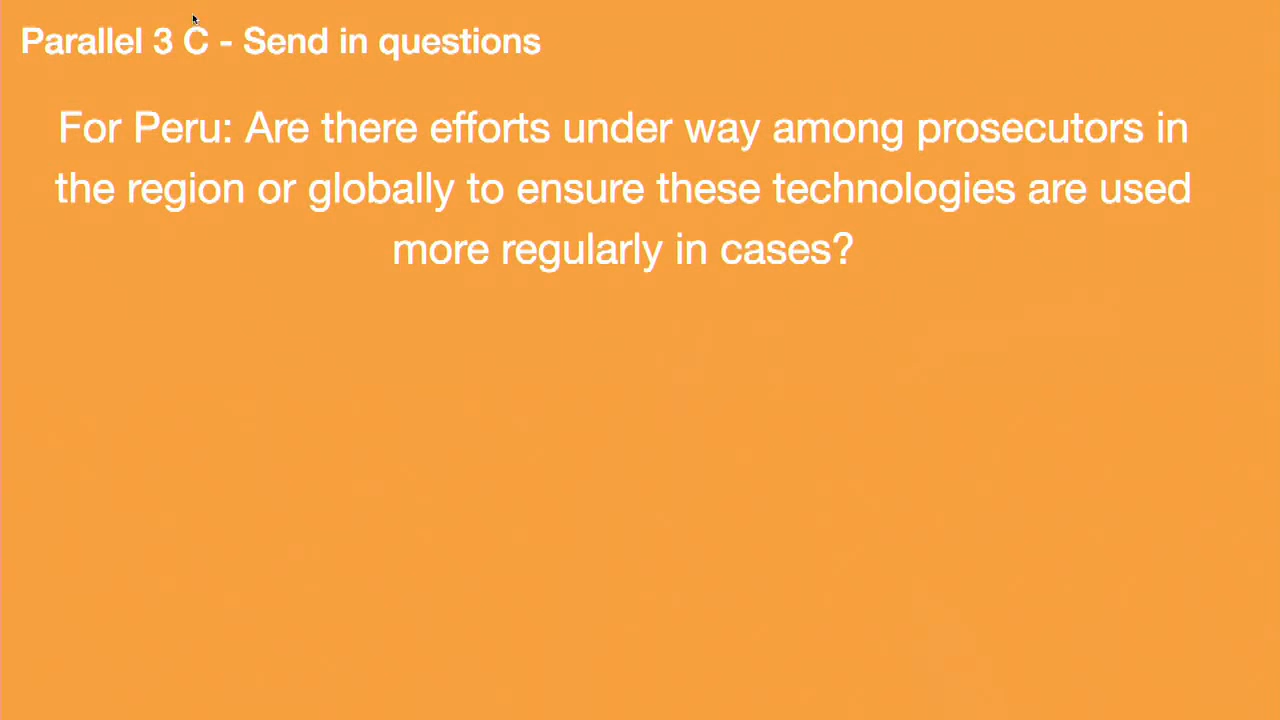 Parallel 3 C - Send in questions
For Peru: Are there efforts under way among prosecutors in
the region or globally to ensure these technologies are used
more regularly in cases?